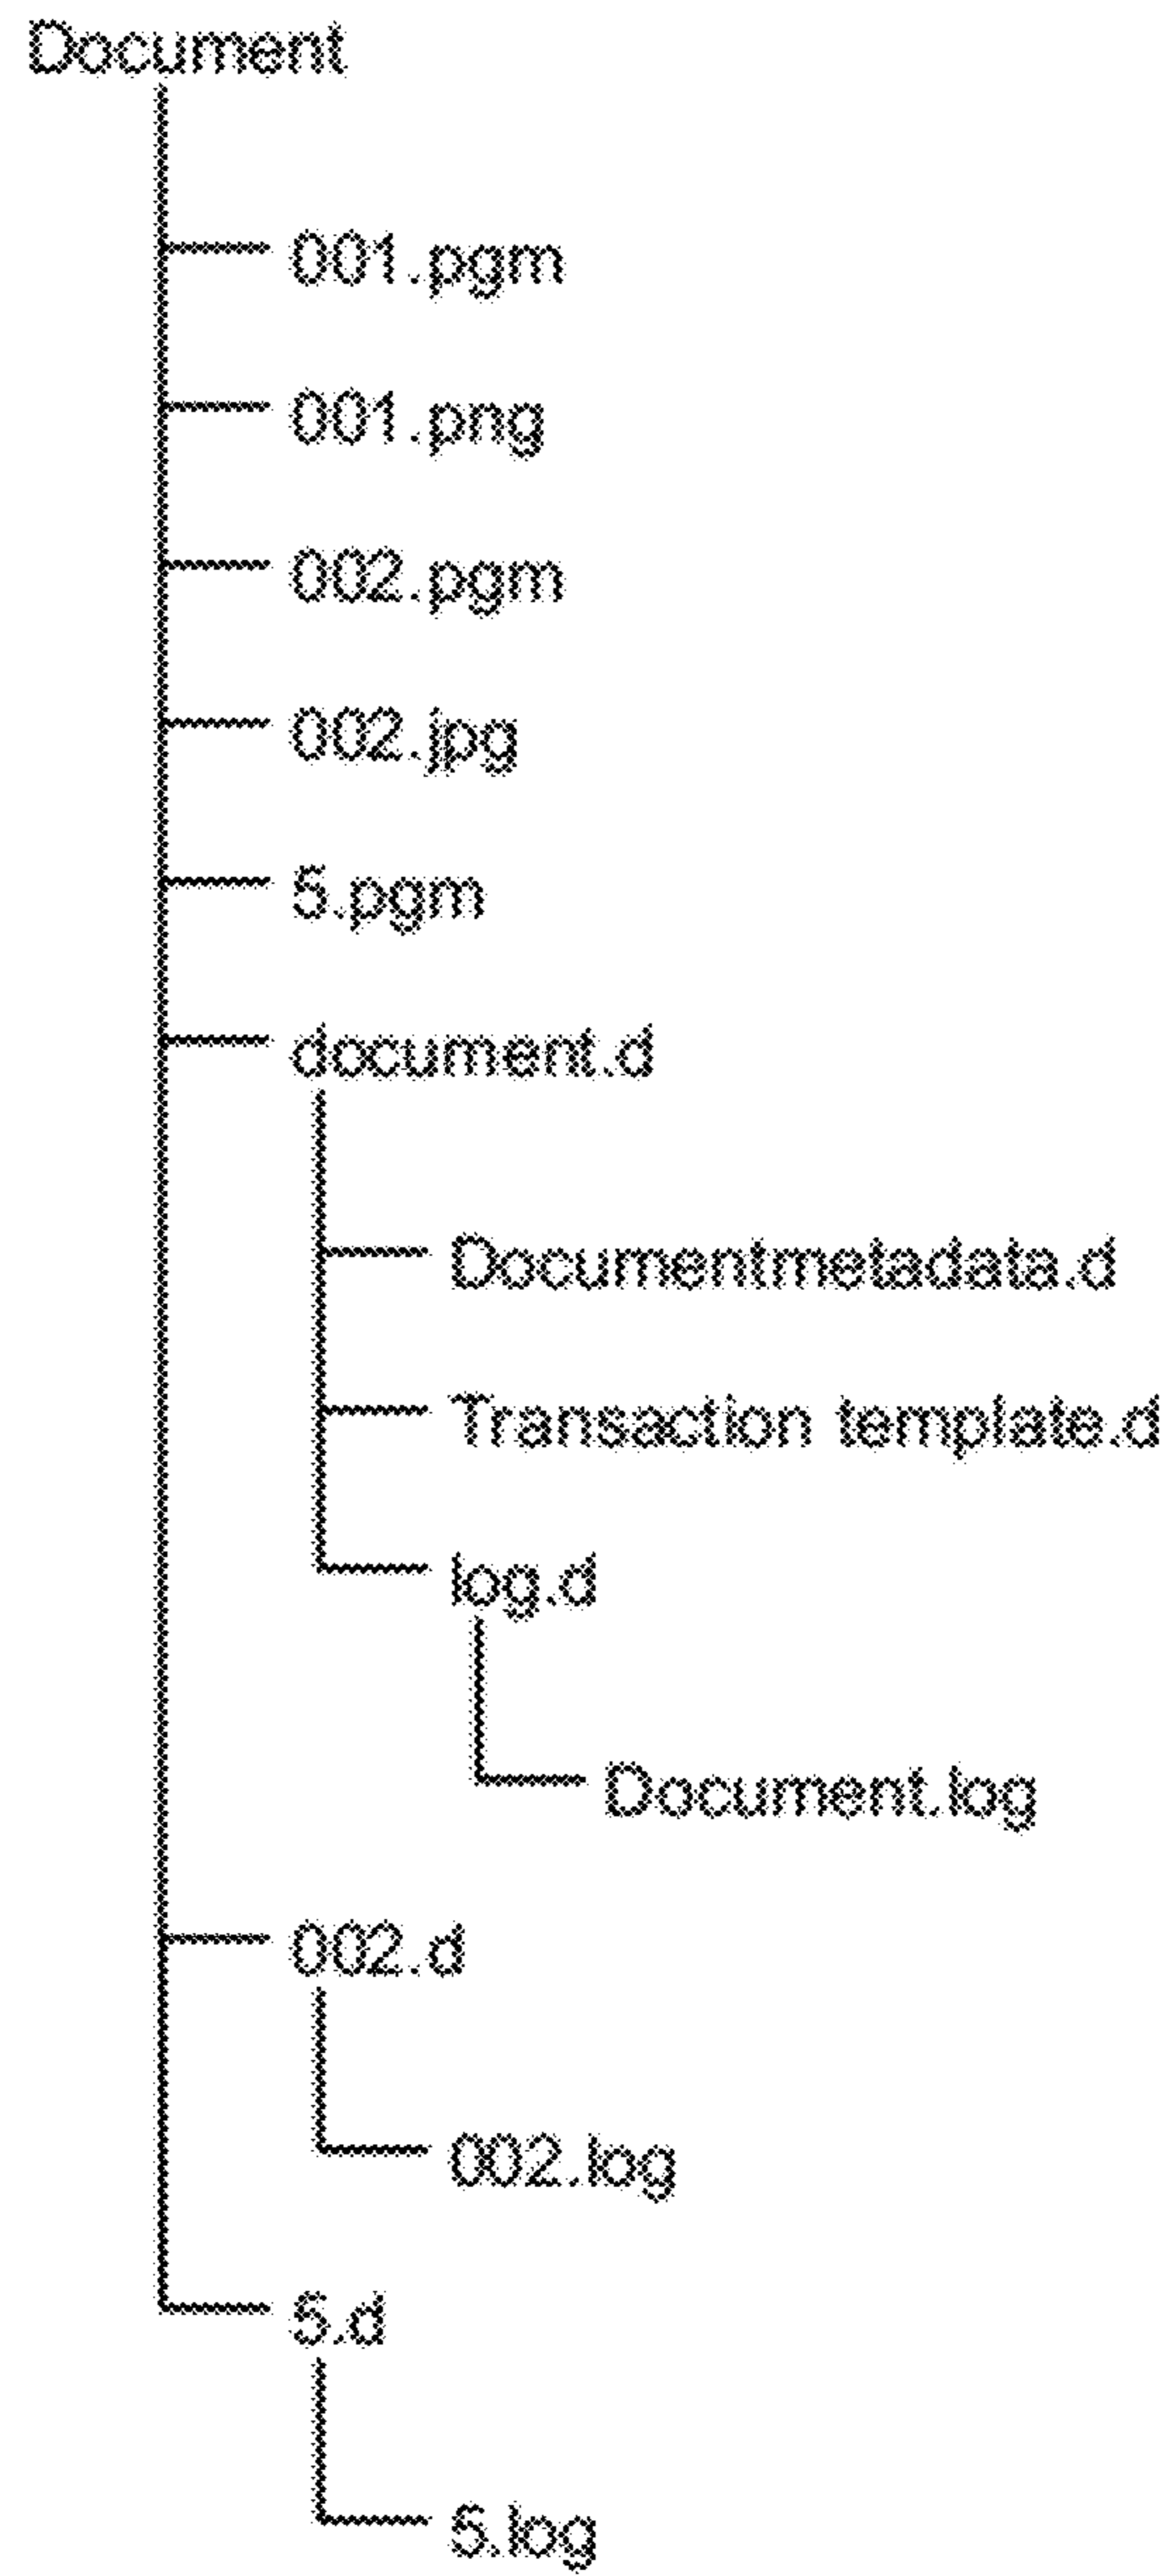 Document
001.pgm
001.png
002.pgm
002.jpg
5.pgm
document.d
Documentmetadata.d
Transaction template.d
log.d
Document.log
002.d
002.log
5.d
5.log